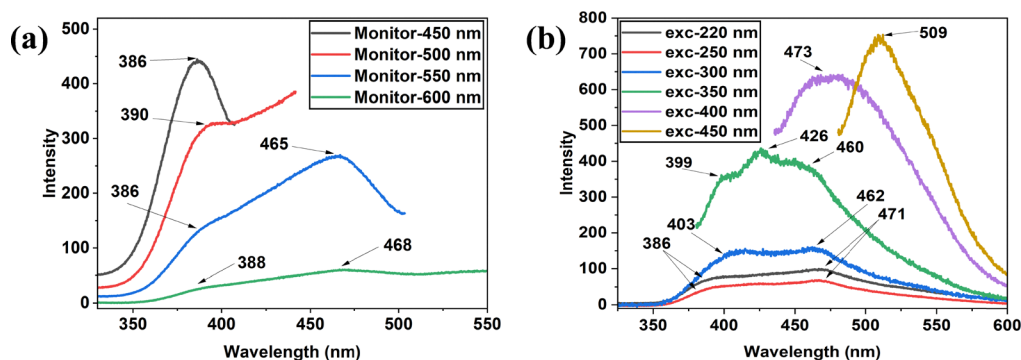 (a)
500
400
300
200
100
0
Intensity
350
400
450
500
550
Wavelength (nm)
386
390
386
388
465
468
Monitor-450 nm
Monitor-500 nm
Monitor-550 nm
Monitor-600 nm
(b)
800
700
600
500
400
300
200
100
0
Intensity
350
400
450
500
550
600
Wavelength (nm)
exc-220 nm
exc-250 nm
exc-300 nm
exc-350 nm
exc-400 nm
exc-450 nm
473
509
426
460
399
462
403
471
386